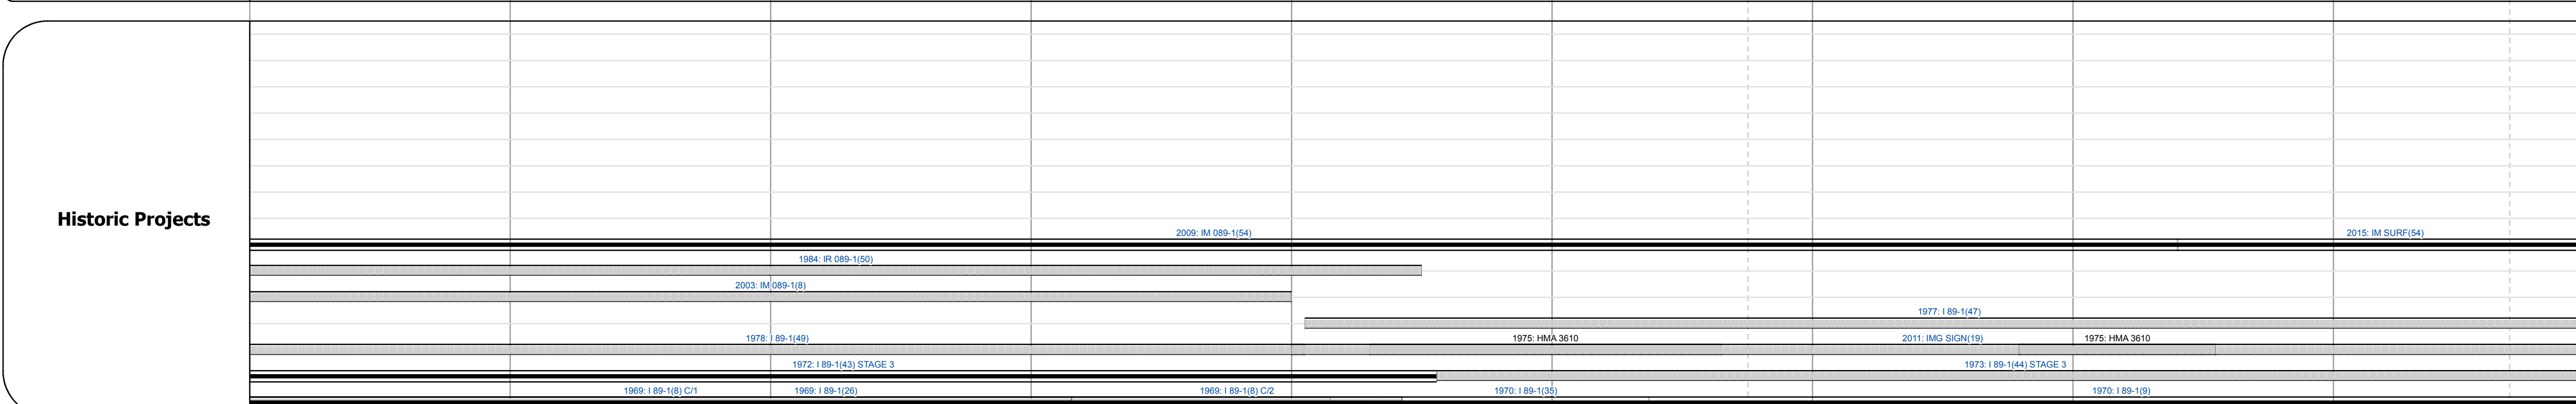 Historic Projects
2009: IM 089-1(54)
2015: IM SURF(54)
1984: IR 089-1(50)
2003: IM 089-1(8)
1977: I 89-1(47)
1978: I 89-1(49)
1975: HMA 3610
2011: IMG SIGN(19)
1975: HMA 3610
1972: I 89-1(43) STAGE 3
1973: I 89-1(44) STAGE 3
1969: I 89-1(8) C/1
1969: I 89-1(26)
1969: I 89-1(8) C/2
1970: I 89-1(35)
1970: I 89-1(9)